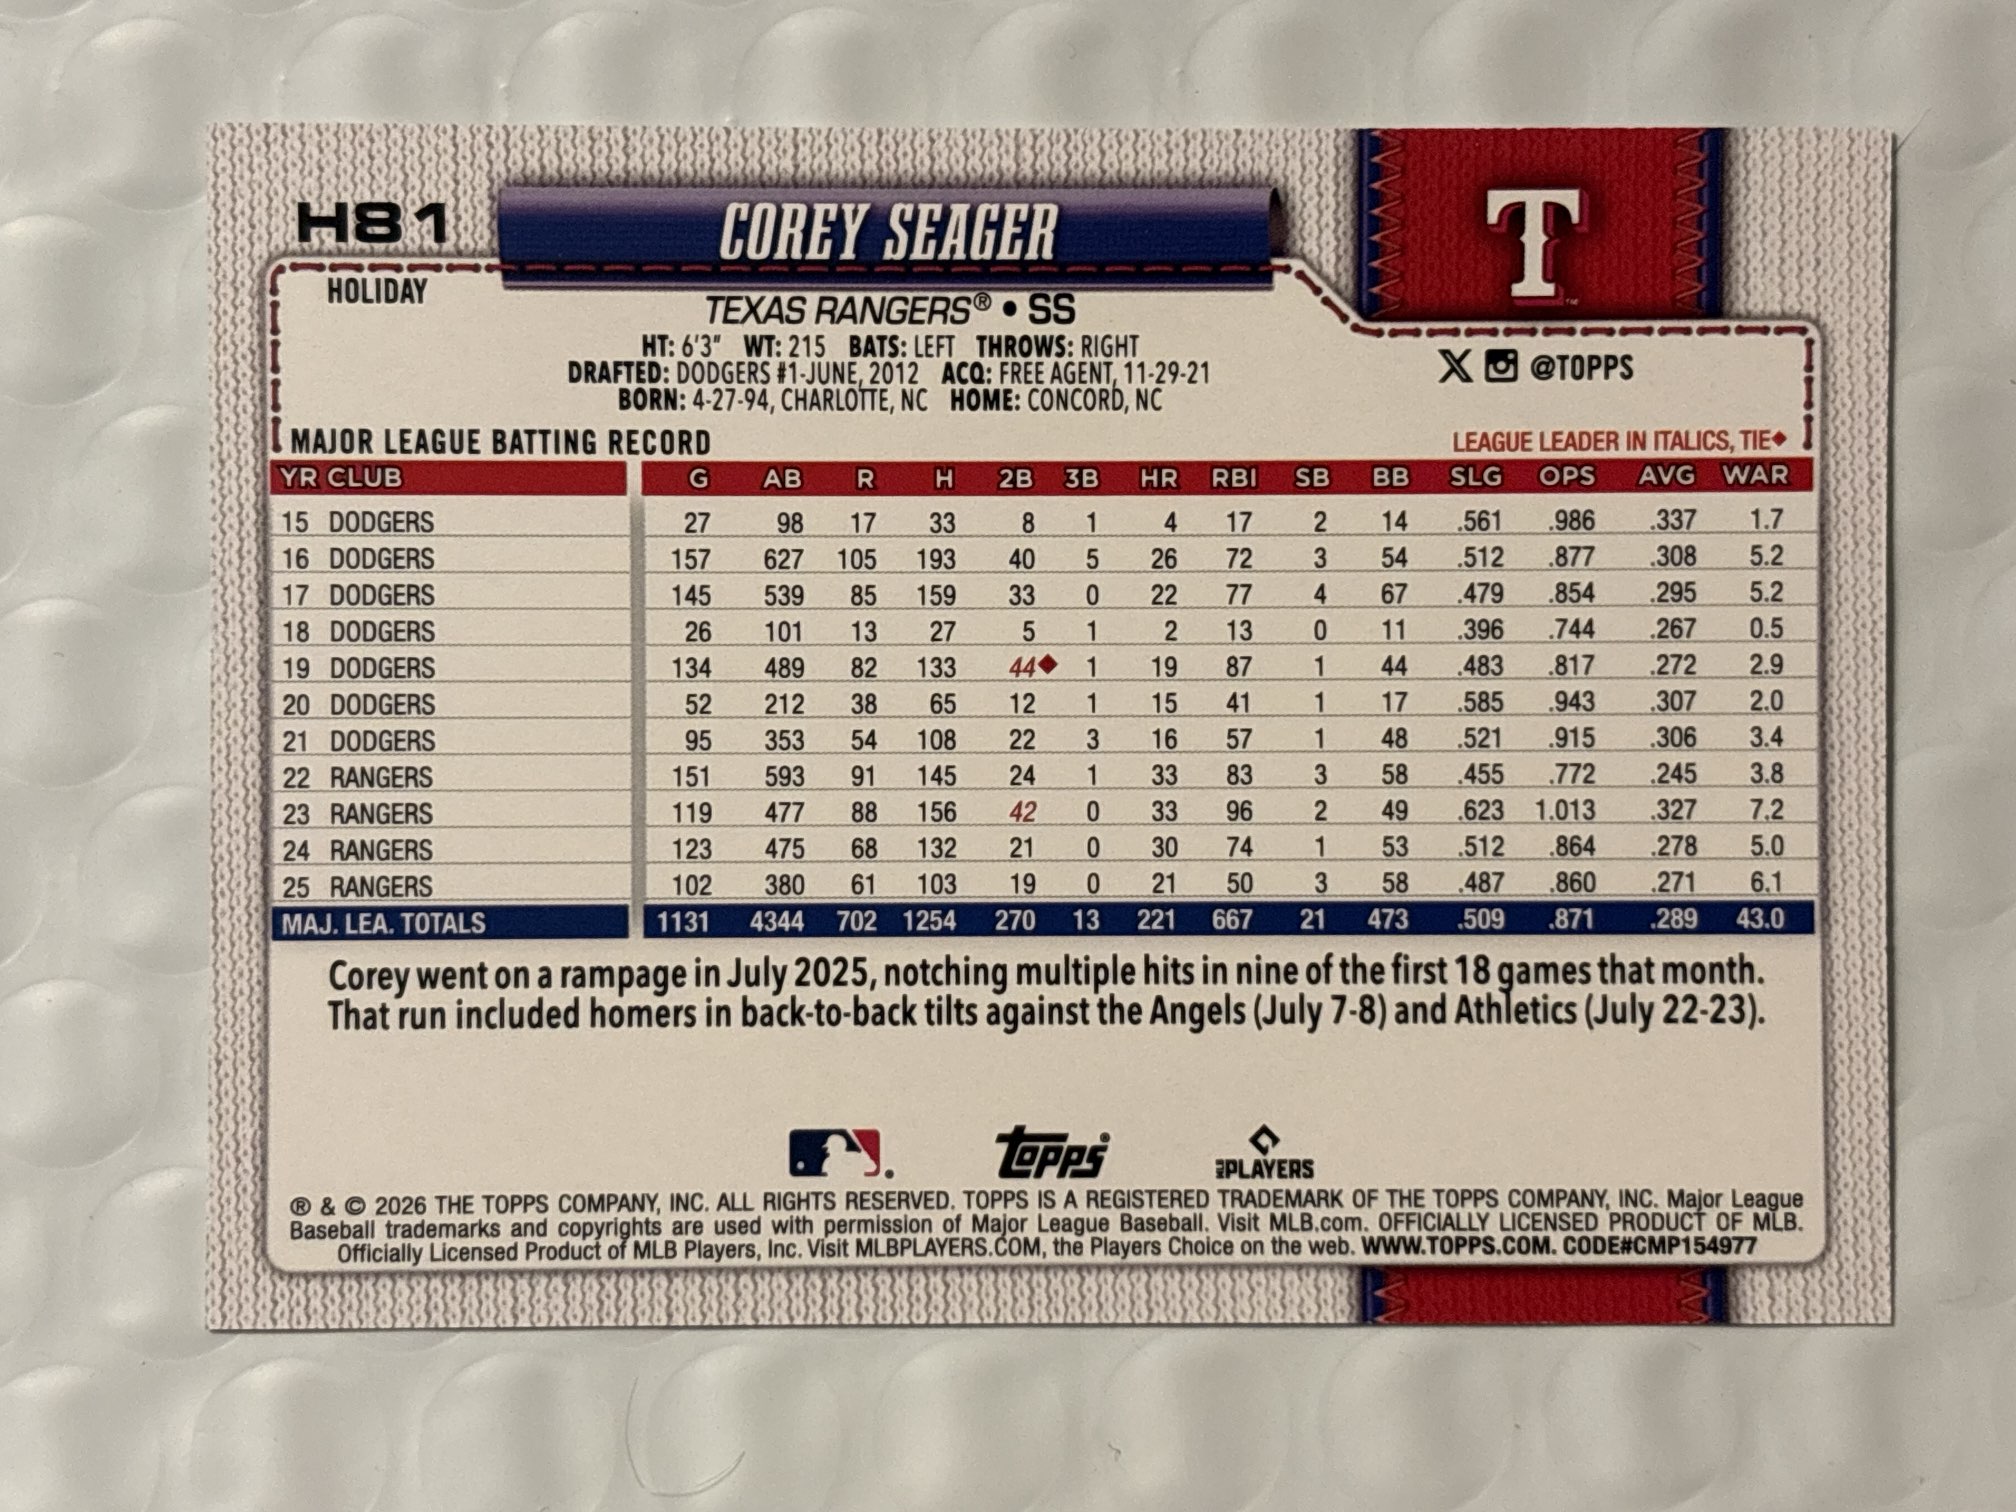 H81
COREY SEAGER
T
TM
HOLIDAY
TEXAS RANGERS® • SS
HT: 6'3" WT: 215 BATS: LEFT THROWS: RIGHT
DRAFTED: DODGERS #1-JUNE, 2012 ACQ: FREE AGENT, 11-29-21
BORN: 4-27-94, CHARLOTTE, NC HOME: CONCORD, NC
X @TOPPS
MAJOR LEAGUE BATTING RECORD LEAGUE LEADER IN ITALICS, TIE◆
YR CLUB G AB R H 2B 3B HR RBI SB BB SLG OPS AVG WAR
15 DODGERS 27 98 17 33 8 1 4 17 2 14 .561 .986 .337 1.7
16 DODGERS 157 627 105 193 40 5 26 72 3 54 .512 .877 .308 5.2
17 DODGERS 145 539 85 159 33 0 22 77 4 67 .479 .854 .295 5.2
18 DODGERS 26 101 13 27 5 1 2 13 0 11 .396 .744 .267 0.5
19 DODGERS 134 489 82 133 44◆ 1 19 87 1 44 .483 .817 .272 2.9
20 DODGERS 52 212 38 65 12 1 15 41 1 17 .585 .943 .307 2.0
21 DODGERS 95 353 54 108 22 3 16 57 1 48 .521 .915 .306 3.4
22 RANGERS 151 593 91 145 24 1 33 83 3 58 .455 .772 .245 3.8
23 RANGERS 119 477 88 156 42 0 33 96 2 49 .623 1.013 .327 7.2
24 RANGERS 123 475 68 132 21 0 30 74 1 53 .512 .864 .278 5.0
25 RANGERS 102 380 61 103 19 0 21 50 3 58 .487 .860 .271 6.1
MAJ. LEA. TOTALS 1131 4344 702 1254 270 13 221 667 21 473 .509 .871 .289 43.0
Corey went on a rampage in July 2025, notching multiple hits in nine of the first 18 games that month.
That run included homers in back-to-back tilts against the Angels (July 7-8) and Athletics (July 22-23).
Topps® MLB PLAYERS
® & © 2026 THE TOPPS COMPANY, INC. ALL RIGHTS RESERVED. TOPPS IS A REGISTERED TRADEMARK OF THE TOPPS COMPANY, INC. Major League
Baseball trademarks and copyrights are used with permission of Major League Baseball. Visit MLB.com. OFFICIALLY LICENSED PRODUCT OF MLB.
Officially Licensed Product of MLB Players, Inc. Visit MLBPLAYERS.COM, the Players Choice on the web. WWW.TOPPS.COM. CODE#CMP154977